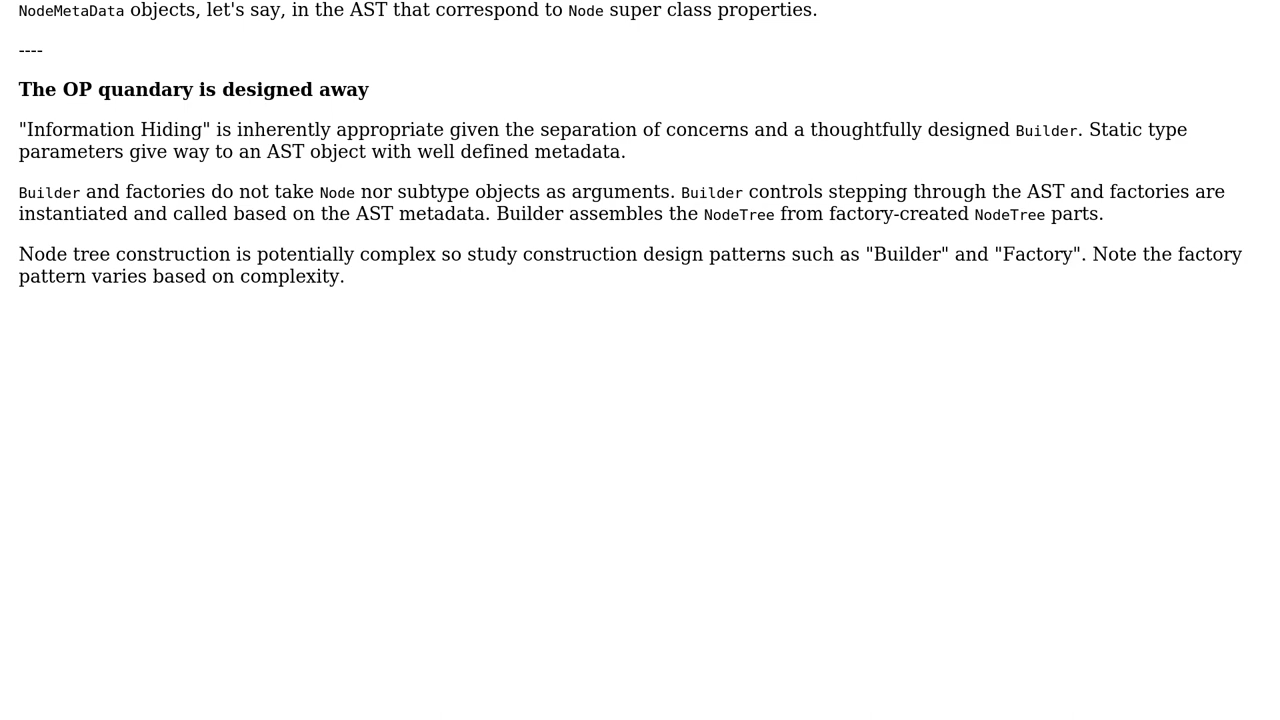 NodeMetaData objects, let's say, in the AST that correspond to Node super class properties.
----
The OP quandary is designed away
"Information Hiding" is inherently appropriate given the separation of concerns and a thoughtfully designed Builder. Static type
parameters give way to an AST object with well defined metadata.
Builder and factories do not take Node nor subtype objects as arguments. Builder controls stepping through the AST and factories are
instantiated and called based on the AST metadata. Builder assembles the NodeTree from factory-created NodeTree parts.
Node tree construction is potentially complex so study construction design patterns such as "Builder" and "Factory". Note the factory
pattern varies based on complexity.